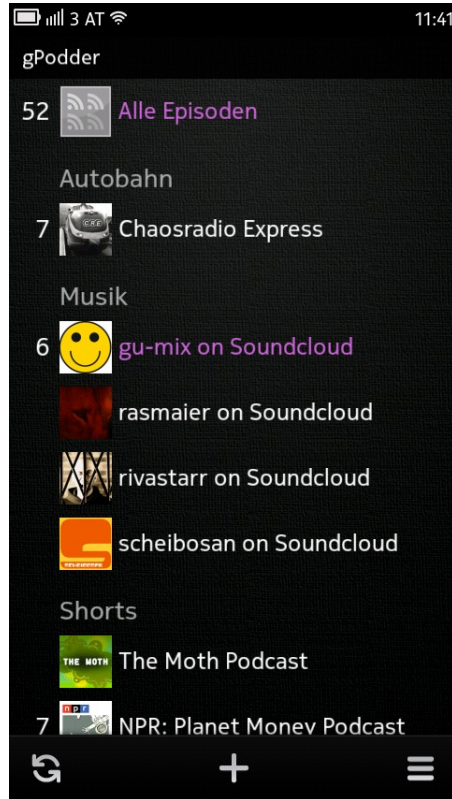 3 AT 11:41
gPodder
52 Alle Episoden
Autobahn
7 Chaosradio Express
Musik
6 gu-mix on Soundcloud
rasmaier on Soundcloud
rivastarr on Soundcloud
scheibosan on Soundcloud
Shorts
THE MOTH The Moth Podcast
npr
7 NPR: Planet Money Podcast